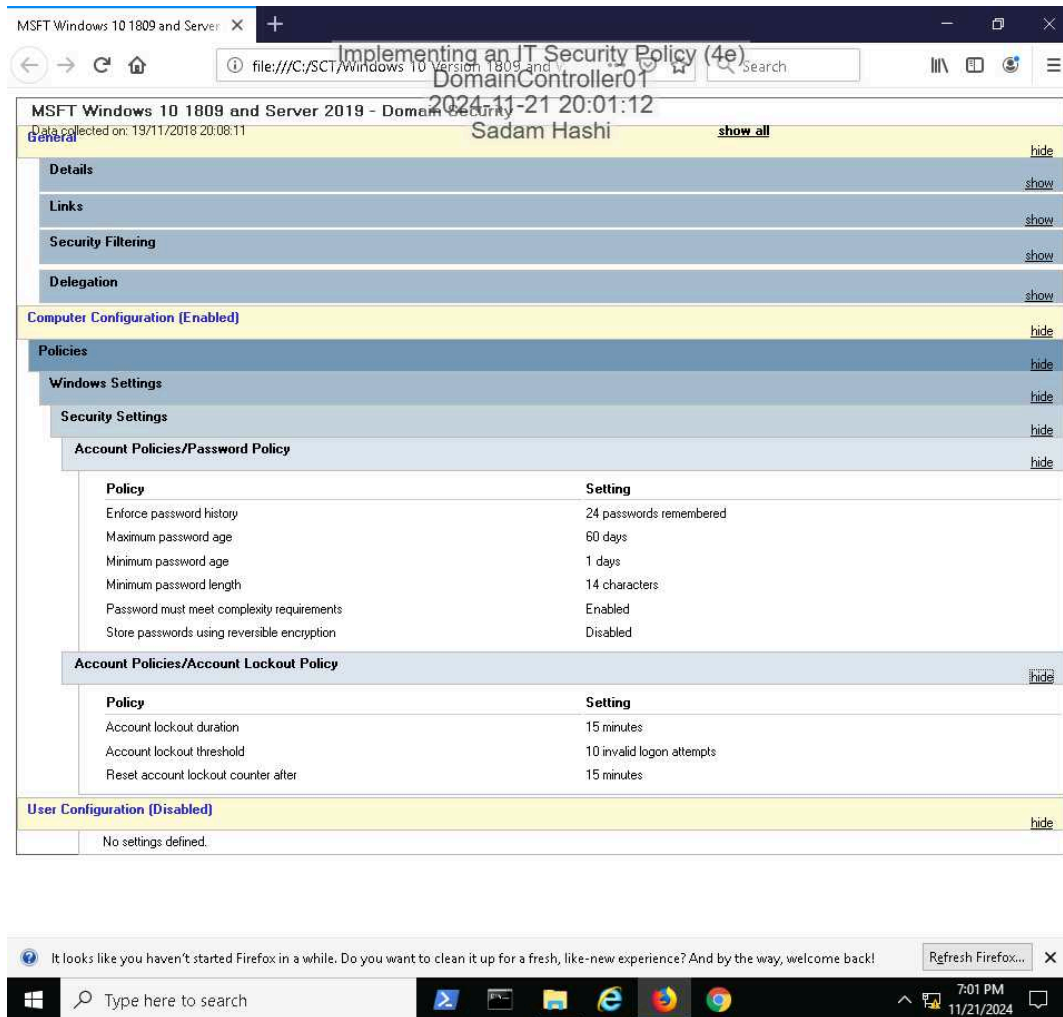 MSFT Windows 10 1809 and Server
Implementing an IT Security Policy (4e)
file:///C:/SCT/Windows 10 Version 1809 and Search
DomainController01
2024-11-21 20:01:12
MSFT Windows 10 1809 and Server 2019 - Domain Security
Sadam Hashi
Data collected on: 19/11/2018 20:08:11 show all
General hide
Details show
Links show
Security Filtering show
Delegation show
Computer Configuration (Enabled) hide
Policies hide
Windows Settings hide
Security Settings hide
Account Policies/Password Policy hide
Policy Setting
Enforce password history 24 passwords remembered
Maximum password age 60 days
Minimum password age 1 days
Minimum password length 14 characters
Password must meet complexity requirements Enabled
Store passwords using reversible encryption Disabled
Account Policies/Account Lockout Policy hide
Policy Setting
Account lockout duration 15 minutes
Account lockout threshold 10 invalid logon attempts
Reset account lockout counter after 15 minutes
User Configuration (Disabled) hide
No settings defined.
It looks like you haven't started Firefox in a while. Do you want to clean it up for a fresh, like-new experience? And by the way, welcome back! Refresh Firefox...
Type here to search 7:01 PM
11/21/2024